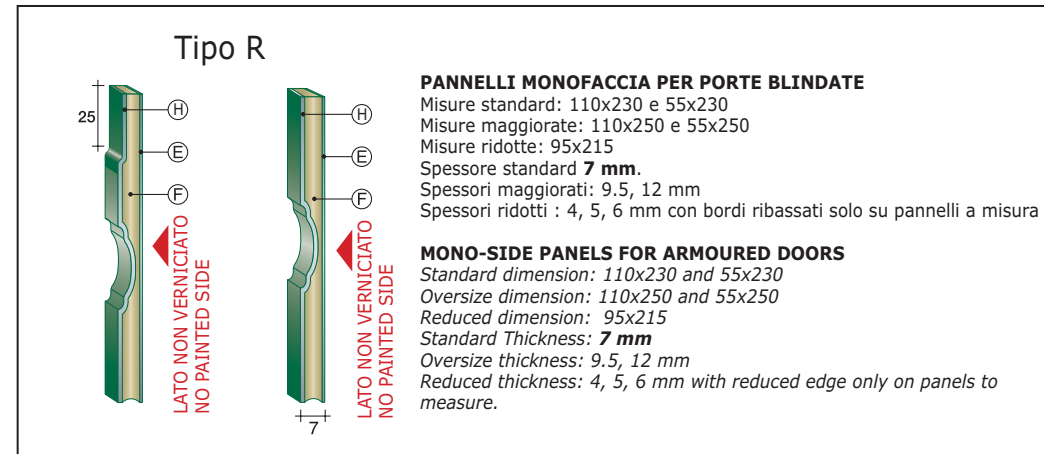 Tipo R
25
H
E
F
LATO NON VERNICIATO
NO PAINTED SIDE
H
E
F
LATO NON VERNICIATO
NO PAINTED SIDE
7
PANNELLI MONOFACCIA PER PORTE BLINDATE
Misure standard: 110x230 e 55x230
Misure maggiorate: 110x250 e 55x250
Misure ridotte: 95x215
Spessore standard 7 mm.
Spessori maggiorati: 9.5, 12 mm
Spessori ridotti : 4, 5, 6 mm con bordi ribassati solo su pannelli a misura
MONO-SIDE PANELS FOR ARMOURED DOORS
Standard dimension: 110x230 and 55x230
Oversize dimension: 110x250 and 55x250
Reduced dimension: 95x215
Standard Thickness: 7 mm
Oversize thickness: 9.5, 12 mm
Reduced thickness: 4, 5, 6 mm with reduced edge only on panels to
measure.